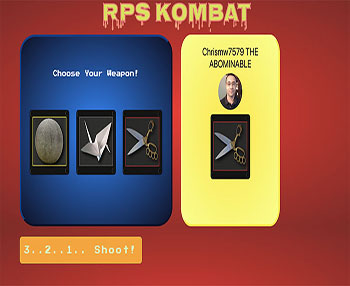 RPS KOMBAT
Choose Your Weapon!
Chrismw7579 THE
ABOMINABLE
3..2..1.. Shoot!